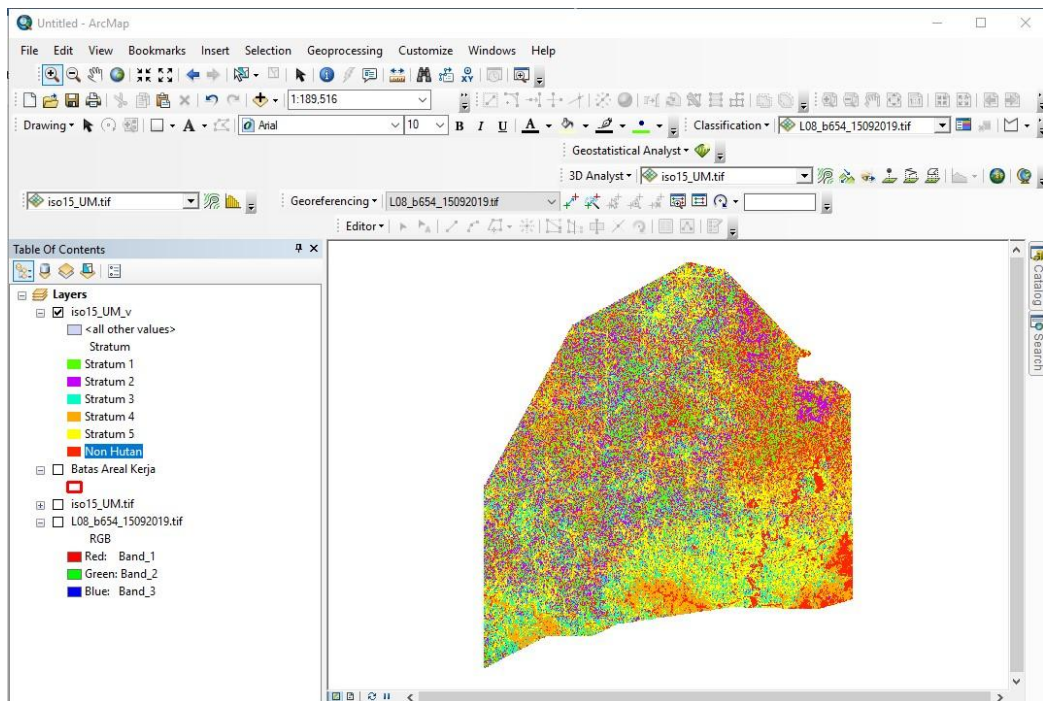 Untitled - ArcMap
File Edit View Bookmarks Insert Selection Geoprocessing Customize Windows Help
1:189,516
Drawing Arial 10 B I U A Classification L08_b654_15092019.tif
Geostatistical Analyst
3D Analyst iso15_UM.tif
iso15_UM.tif Georeferencing L08_b654_15092019.tif
Editor
Table Of Contents
Layers
iso15_UM_v
<all other values>
Stratum
Stratum 1
Stratum 2
Stratum 3
Stratum 4
Stratum 5
Non Hutan
Batas Areal Kerja
iso15_UM.tif
L08_b654_15092019.tif
RGB
Red: Band_1
Green: Band_2
Blue: Band_3
Catalog
Search